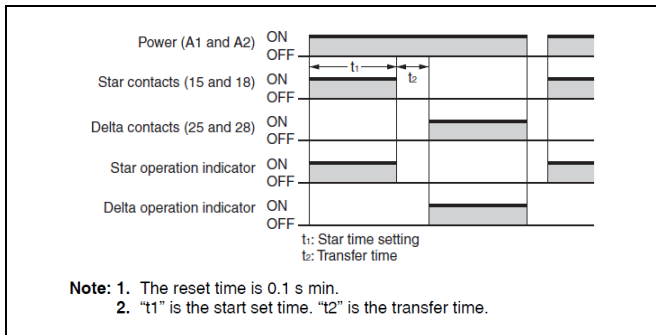 Power (A1 and A2) ON
OFF
t1
t2
Star contacts (15 and 18) ON
OFF
Delta contacts (25 and 28) ON
OFF
Star operation indicator ON
OFF
Delta operation indicator ON
OFF
t1: Star time setting
t2: Transfer time
Note: 1. The reset time is 0.1 s min.
2. “t1” is the start set time. “t2” is the transfer time.